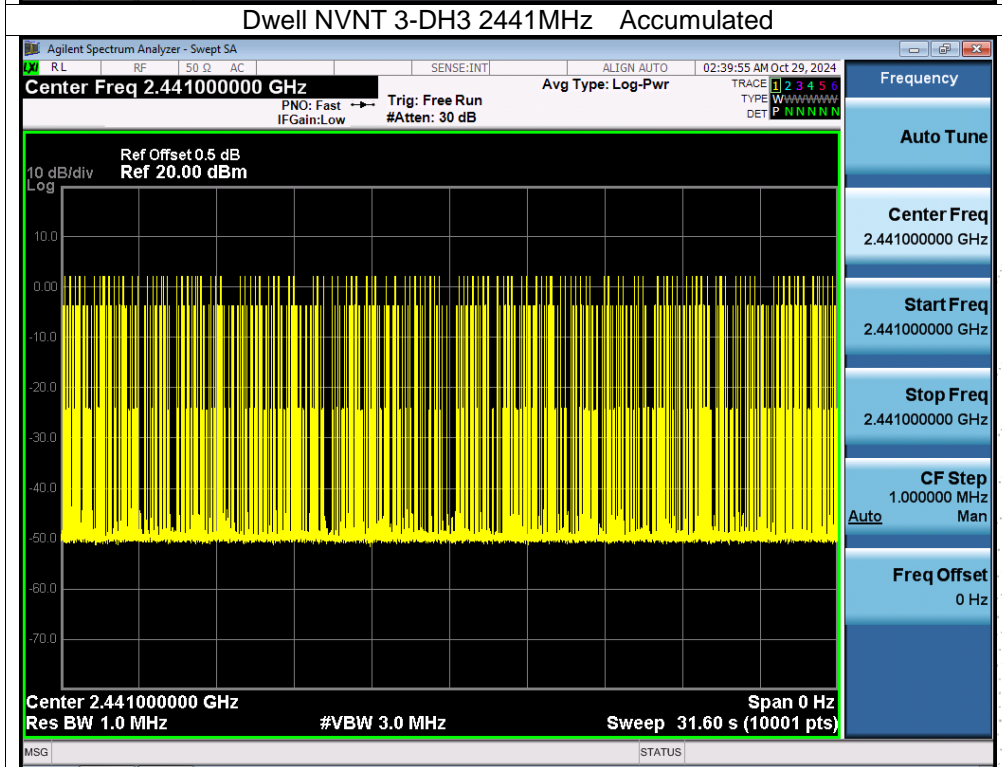 Dwell NVNT 3-DH3 2441MHz Accumulated
Agilent Spectrum Analyzer - Swept SA
LXI RL RF 50 Ω AC SENSE:INT ALIGN AUTO 02:39:55 AM Oct 29, 2024
Center Freq 2.441000000 GHz
PNO: Fast
IFGain:Low
Trig: Free Run
#Atten: 30 dB
Avg Type: Log-Pwr
TRACE 1 2 3 4 5 6
TYPE WWWWWW
DET P N N N N N
Ref Offset 0.5 dB
10 dB/div Ref 20.00 dBm
Log
10.0
0.00
-10.0
-20.0
-30.0
-40.0
-50.0
-60.0
-70.0
Center 2.441000000 GHz Span 0 Hz
Res BW 1.0 MHz #VBW 3.0 MHz Sweep 31.60 s (10001 pts)
MSG STATUS
Frequency
Auto Tune
Center Freq
2.441000000 GHz
Start Freq
2.441000000 GHz
Stop Freq
2.441000000 GHz
CF Step
1.000000 MHz
Auto Man
Freq Offset
0 Hz